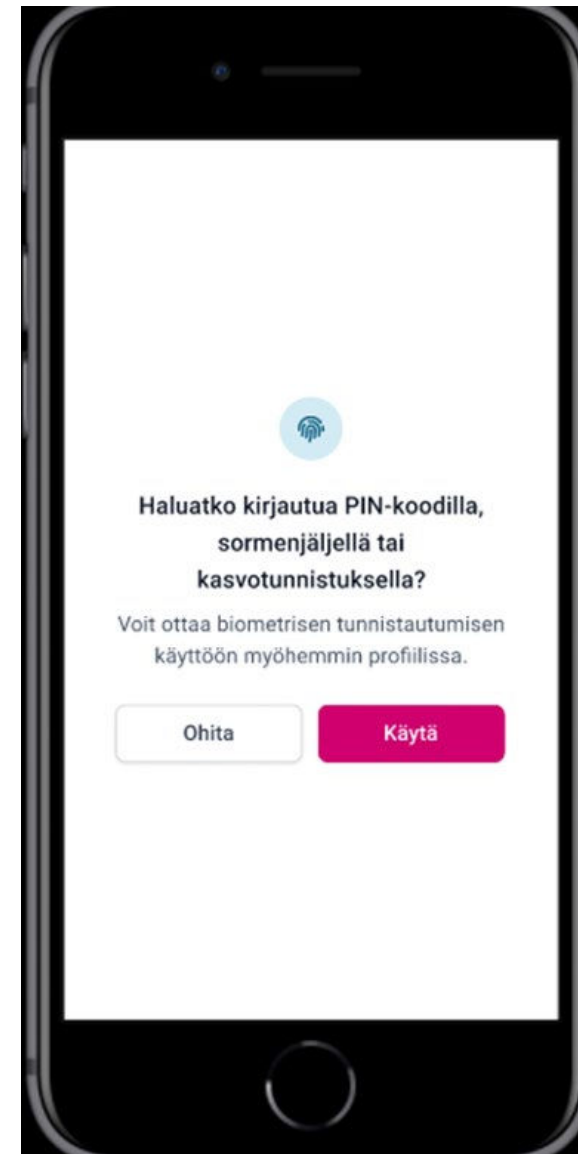 Haluatko kirjautua PIN-koodilla,
sormenjäljellä tai
kasvotunnistuksella?
Voit ottaa biometrisen tunnistautumisen
käyttöön myöhemmin profiilissa.
Ohita Käytä